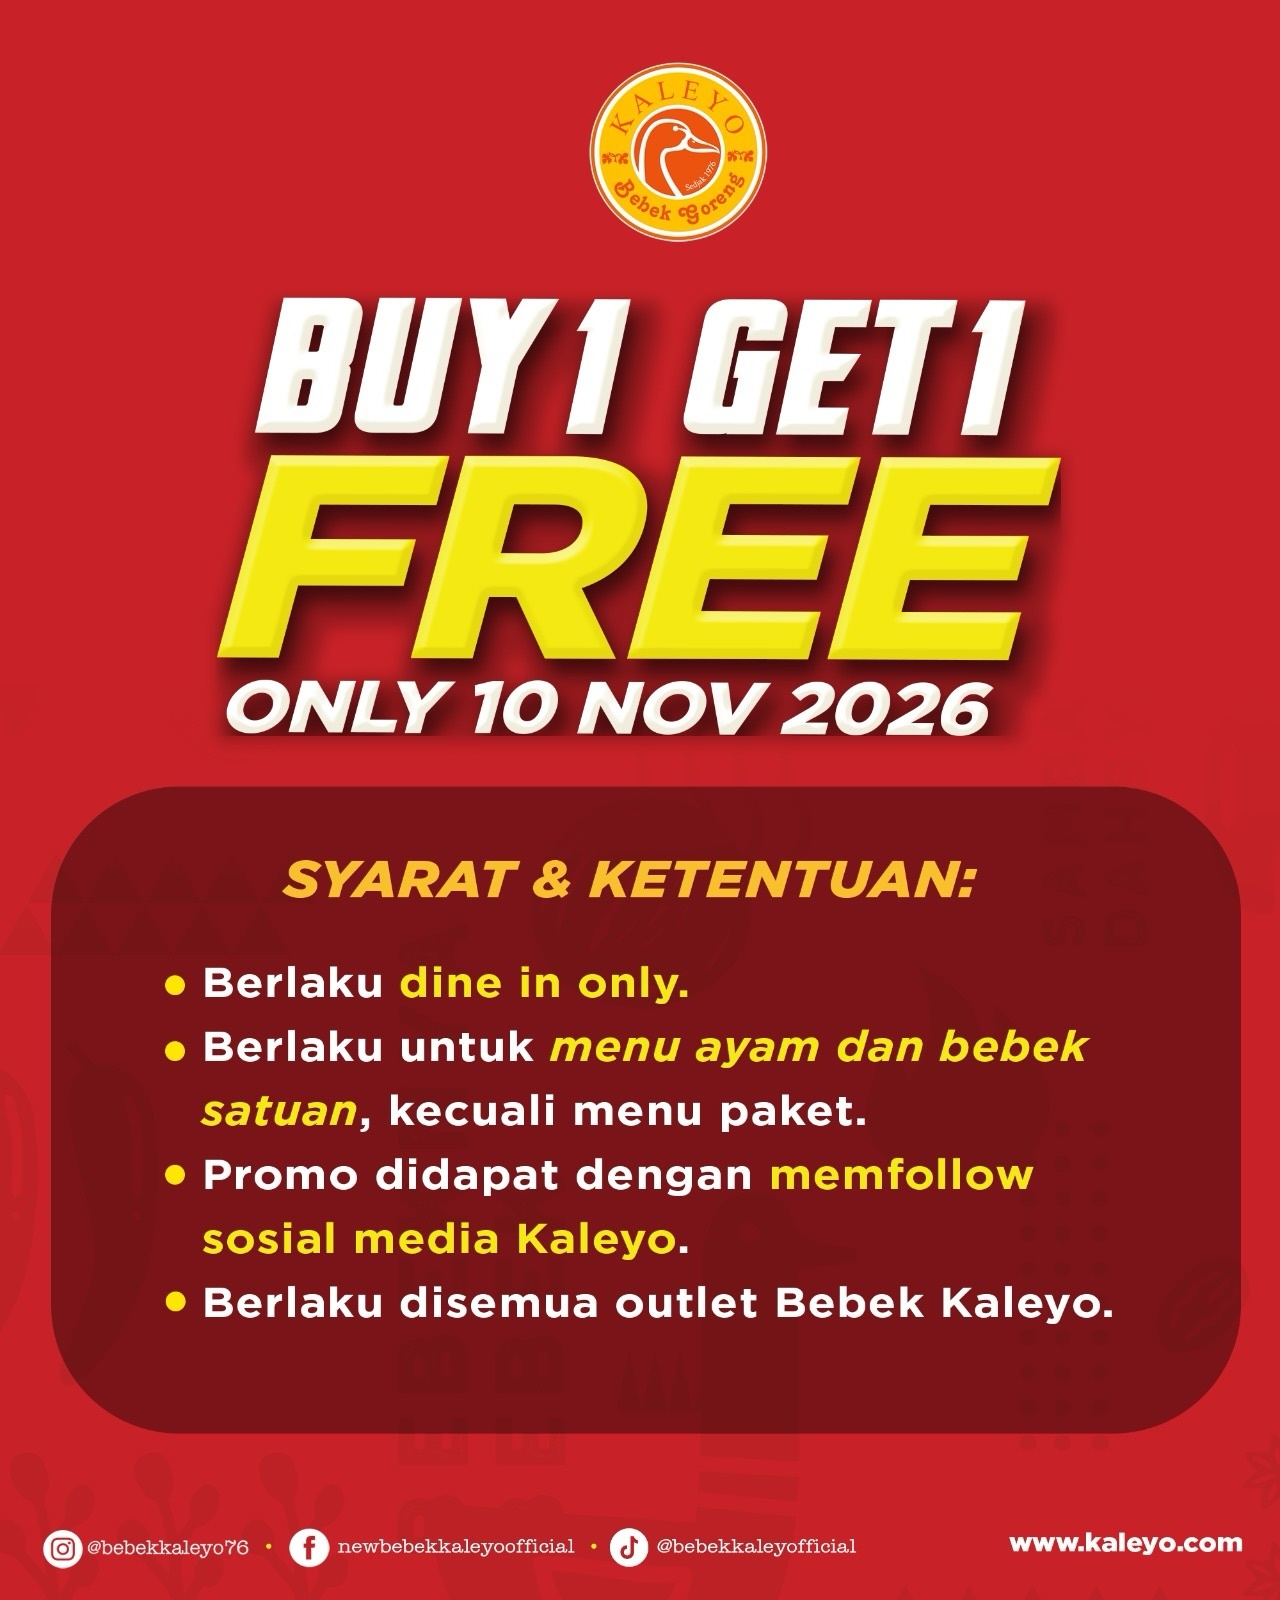 KALEYO
Sedjak 1976
Bebek Goreng
BUY 1 GET 1
FREE
ONLY 10 NOV 2026
SYARAT & KETENTUAN:
Berlaku dine in only.
Berlaku untuk menu ayam dan bebek
satuan, kecuali menu paket.
Promo didapat dengan memfollow
sosial media Kaleyo.
Berlaku disemua outlet Bebek Kaleyo.
@bebekkaleyo76 • newbebekkaleyoofficial • @bebekkaleyofficial
www.kaleyo.com